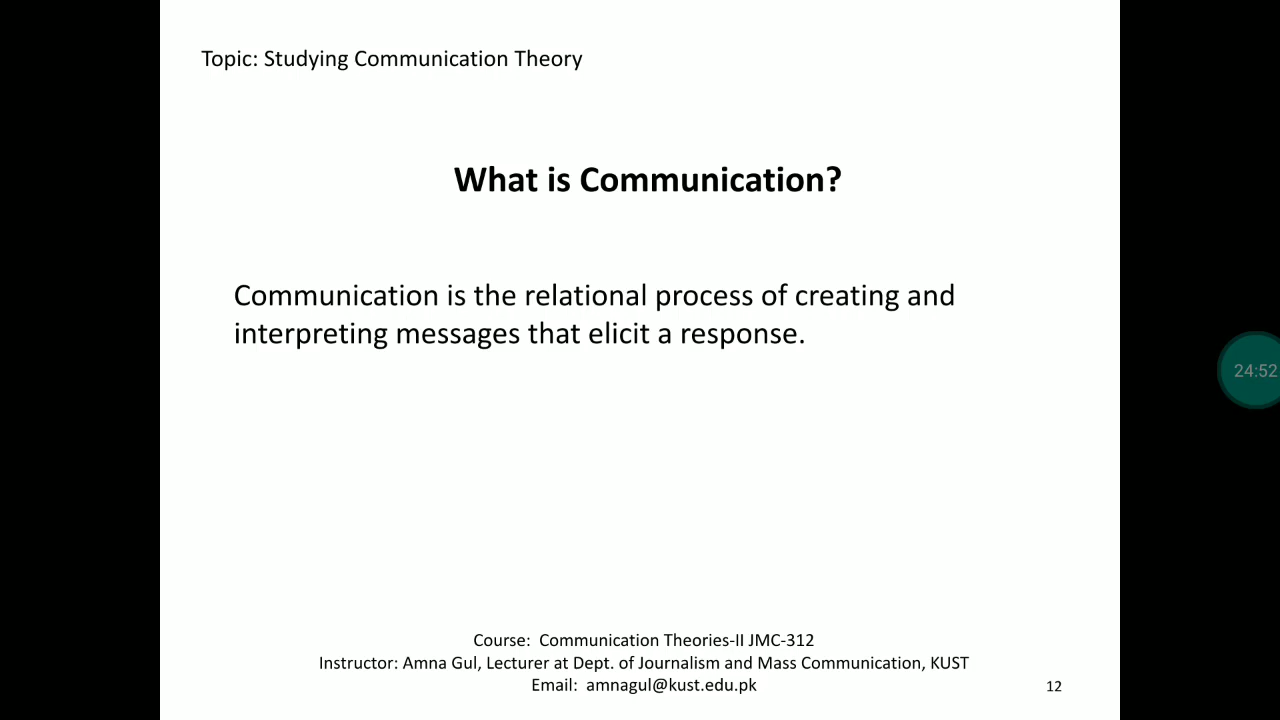 Topic: Studying Communication Theory
What is Communication?
Communication is the relational process of creating and
interpreting messages that elicit a response.
24:52
Course:  Communication Theories-II JMC-312
Instructor: Amna Gul, Lecturer at Dept. of Journalism and Mass Communication, KUST
Email:  amnagul@kust.edu.pk
12